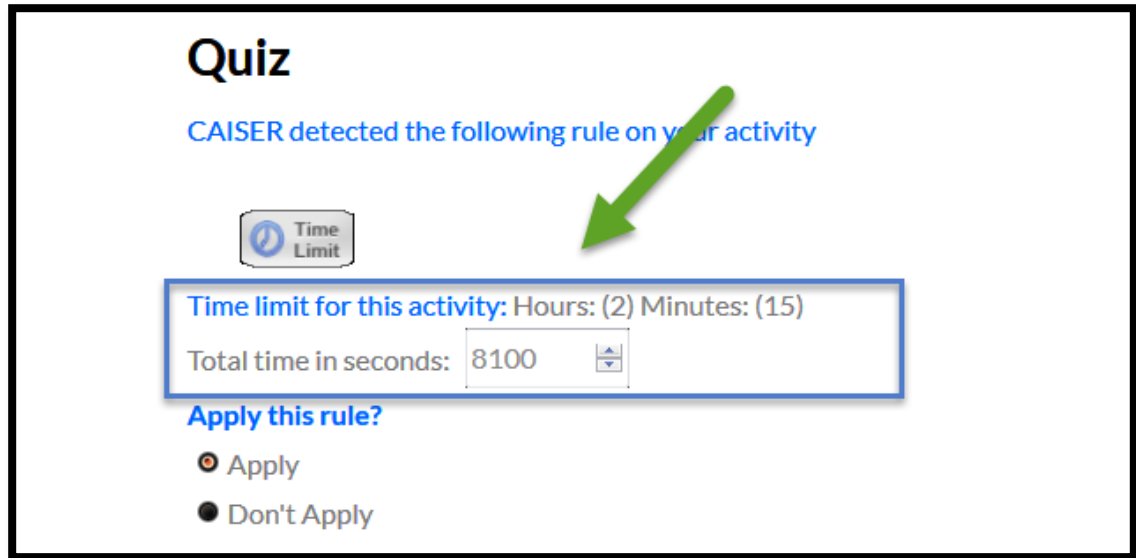 Quiz
CAISER detected the following rule on your activity
Time
Limit
Time limit for this activity: Hours: (2) Minutes: (15)
Total time in seconds: 8100
Apply this rule?
Apply
Don't Apply